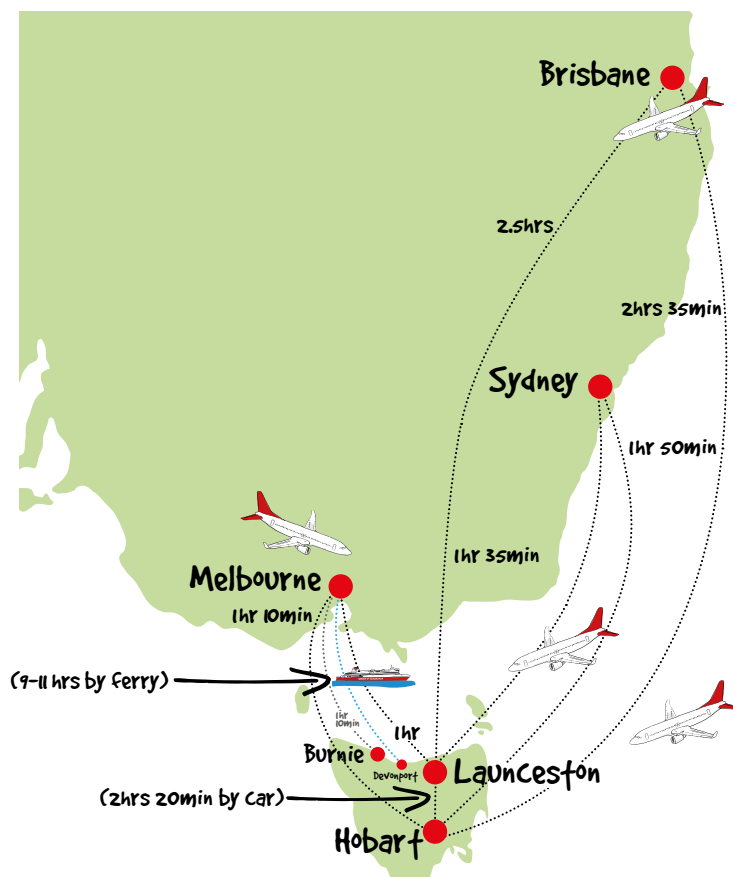 Brisbane
2.5hrs
2hrs 35min
Sydney
1hr 50min
1hr 35min
Melbourne
1hr 10min
(9-11 hrs by ferry)
1hr
10min
1hr
Burnie
Devonport
Launceston
(2hrs 20min by car)
Hobart